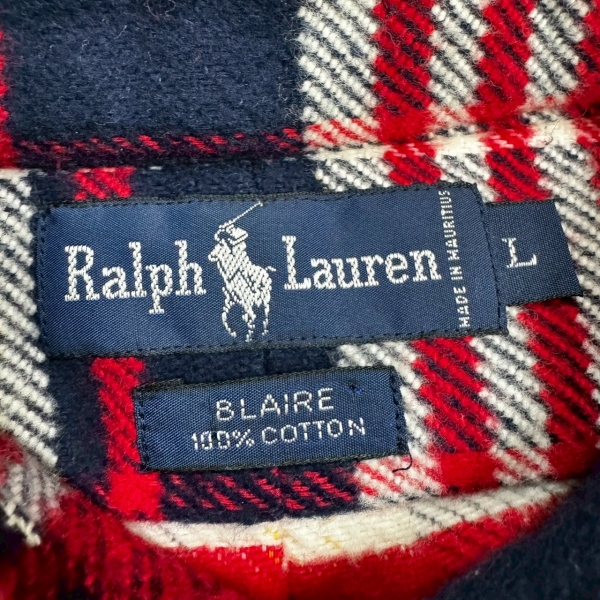 Ralph Lauren
MADE IN MAURITIUS
L
BLAIRE
100% COTTON